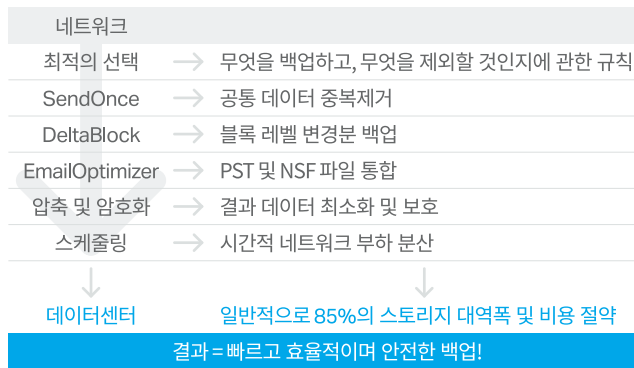 네트워크
최적의 선택 → 무엇을 백업하고, 무엇을 제외할 것인지에 관한 규칙
SendOnce → 공통 데이터 중복제거
DeltaBlock → 블록 레벨 변경분 백업
EmailOptimizer → PST 및 NSF 파일 통합
압축 및 암호화 → 결과 데이터 최소화 및 보호
스케줄링 → 시간적 네트워크 부하 분산
데이터센터 일반적으로 85%의 스토리지 대역폭 및 비용 절약
결과 = 빠르고 효율적이며 안전한 백업!